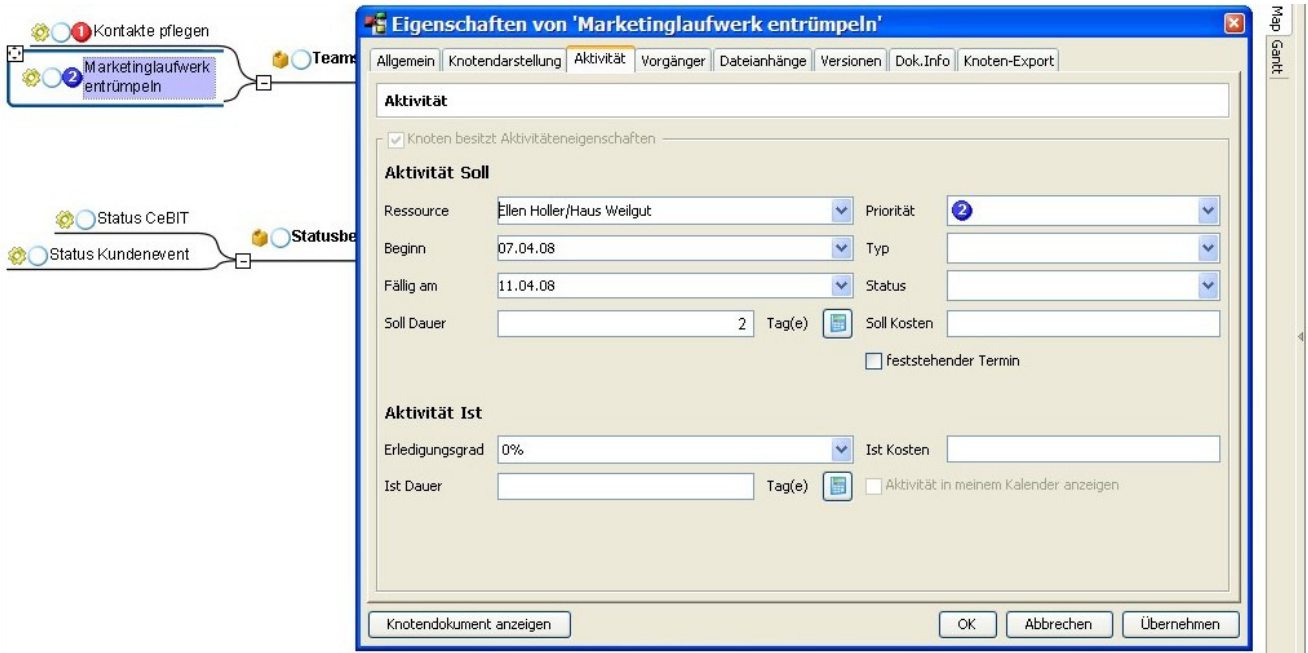 Kontakte pflegen
1
Marketinglaufwerk
entrümpeln
2
Teams
Status CeBIT
Status Kundenevent
Statusbe
Eigenschaften von 'Marketinglaufwerk entrümpeln'
Allgemein Knotendarstellung Aktivität Vorgänger Dateianhänge Versionen Dok.Info Knoten-Export
Aktivität
Knoten besitzt Aktivitäteneigenschaften
Aktivität Soll
Ressource Ellen Holler/Haus Weilgut Priorität 2
Beginn 07.04.08 Typ
Fällig am 11.04.08 Status
Soll Dauer 2 Tag(e) Soll Kosten
feststehender Termin
Aktivität Ist
Erledigungsgrad 0% Ist Kosten
Ist Dauer Tag(e) Aktivität in meinem Kalender anzeigen
Knotendokument anzeigen OK Abbrechen Übernehmen
Map
Gantt